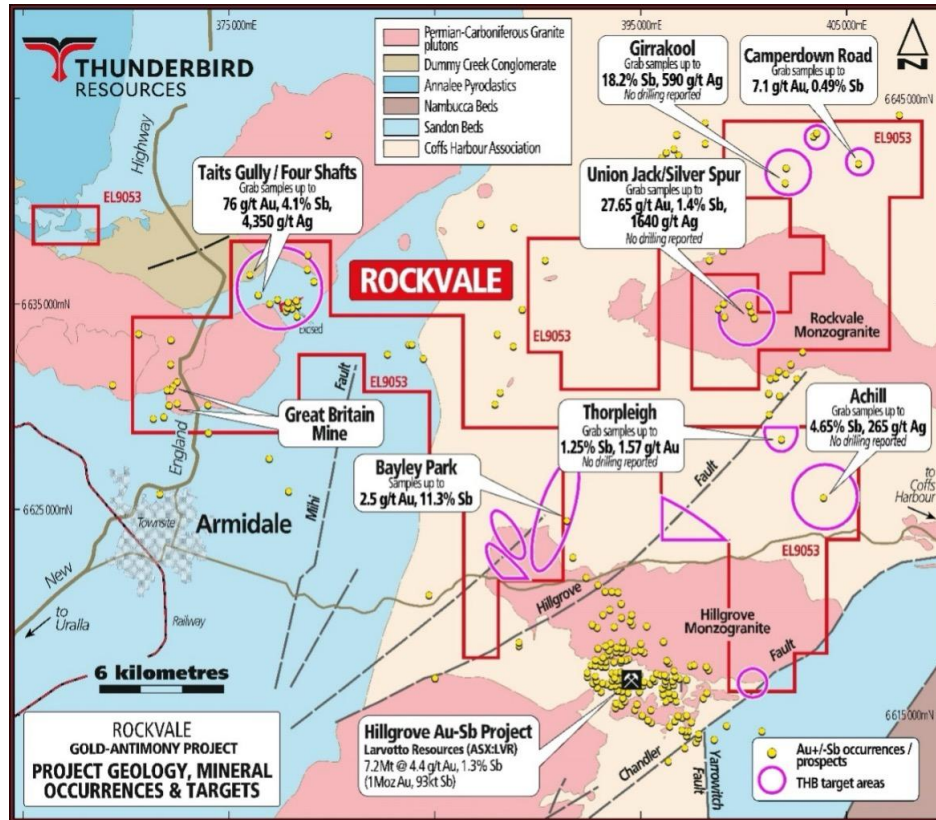 375 000mE
395 000mE
405 000mE
THUNDERBIRD
RESOURCES
Permian-Carboniferous Granite
plutons
Dummy Creek Conglomerate
Annalee Pyroclastics
Nambucca Beds
Sandon Beds
Coffs Harbour Association
Girrakool
Grab samples up to
18.2% Sb, 590 g/t Ag
No drilling reported
Camperdown Road
Grab samples up to
7.1 g/t Au, 0.49% Sb
N
6 645 000mN
EL9053
Highway
Taits Gully / Four Shafts
Grab samples up to
76 g/t Au, 4.1% Sb,
4,350 g/t Ag
Union Jack/Silver Spur
Grab samples up to
27.65 g/t Au, 1.4% Sb,
1640 g/t Ag
No drilling reported
EL9053
ROCKVALE
6 635 000mN
Excised
EL9053
Rockvale
Monzogranite
Fault
EL9053
Great Britain
Mine
England
Thorpleigh
Grab samples up to
1.25% Sb, 1.57 g/t Au
No drilling reported
Achill
Grab samples up to
4.65% Sb, 265 g/t Ag
No drilling reported
Bayley Park
Samples up to
2.5 g/t Au, 11.3% Sb
Fault
to
Coffs
Harbour
6 625 000mN
Townsite
Armidale
Mihi
EL9053
New
Hillgrove
to
Uralla
Railway
Hillgrove
Monzogranite
Fault
6 kilometres
6 615 000mN
ROCKVALE
GOLD-ANTIMONY PROJECT
PROJECT GEOLOGY, MINERAL
OCCURRENCES & TARGETS
Hillgrove Au-Sb Project
Larvotto Resources (ASX:LVR)
7.2Mt @ 4.4 g/t Au, 1.3% Sb
(1Moz Au, 93kt Sb)
Chandler
Yarrowitch
Fault
Au+/-Sb occurrences /
prospects
THB target areas